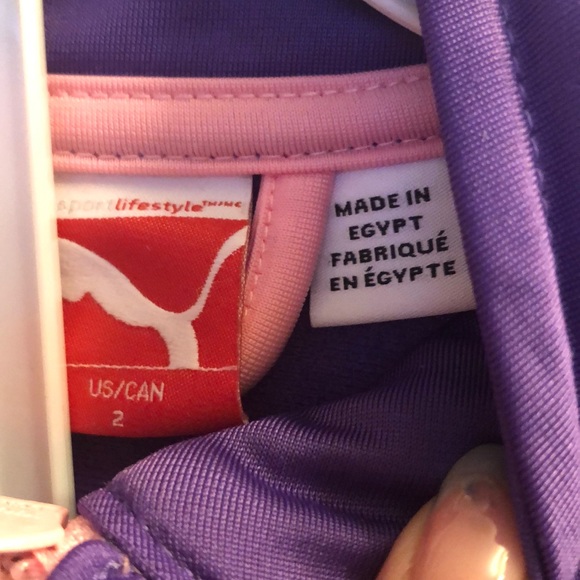 sportlifestyle
US/CAN
2
MADE IN
EGYPT
FABRIQUÉ
EN ÉGYPTE